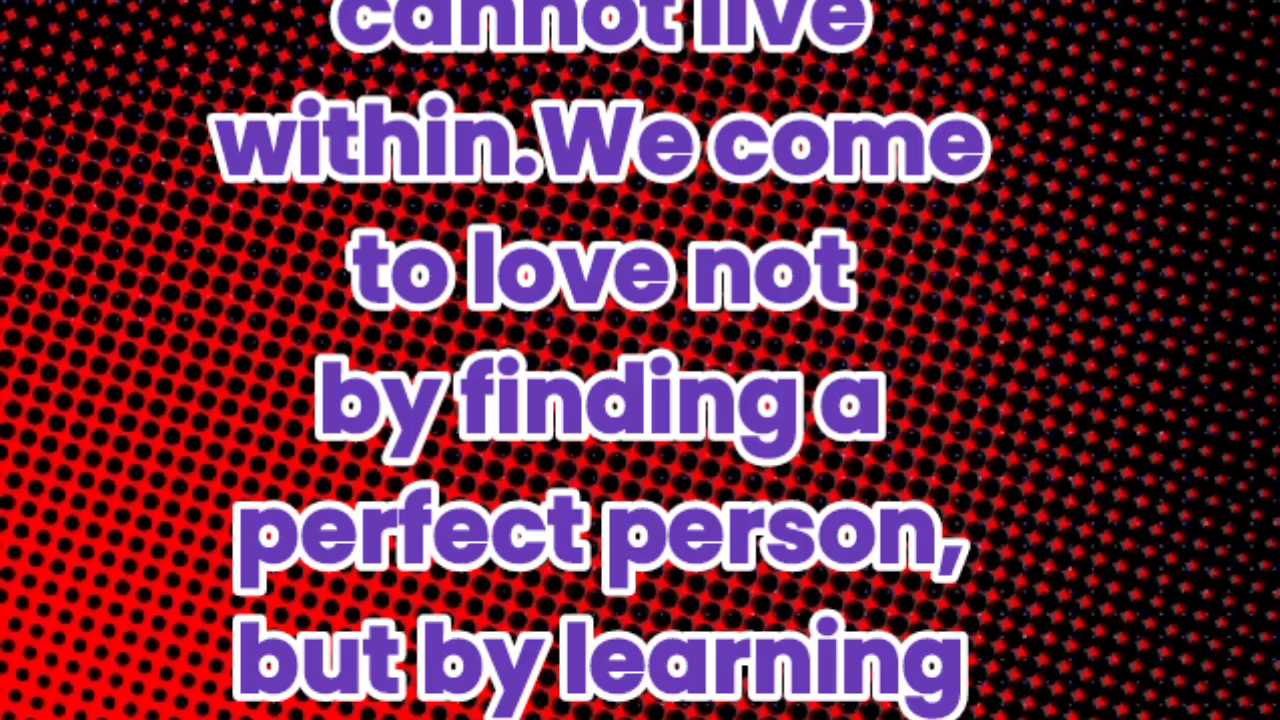 cannot live
within.We come
to love not
by finding a
perfect person,
but by learning